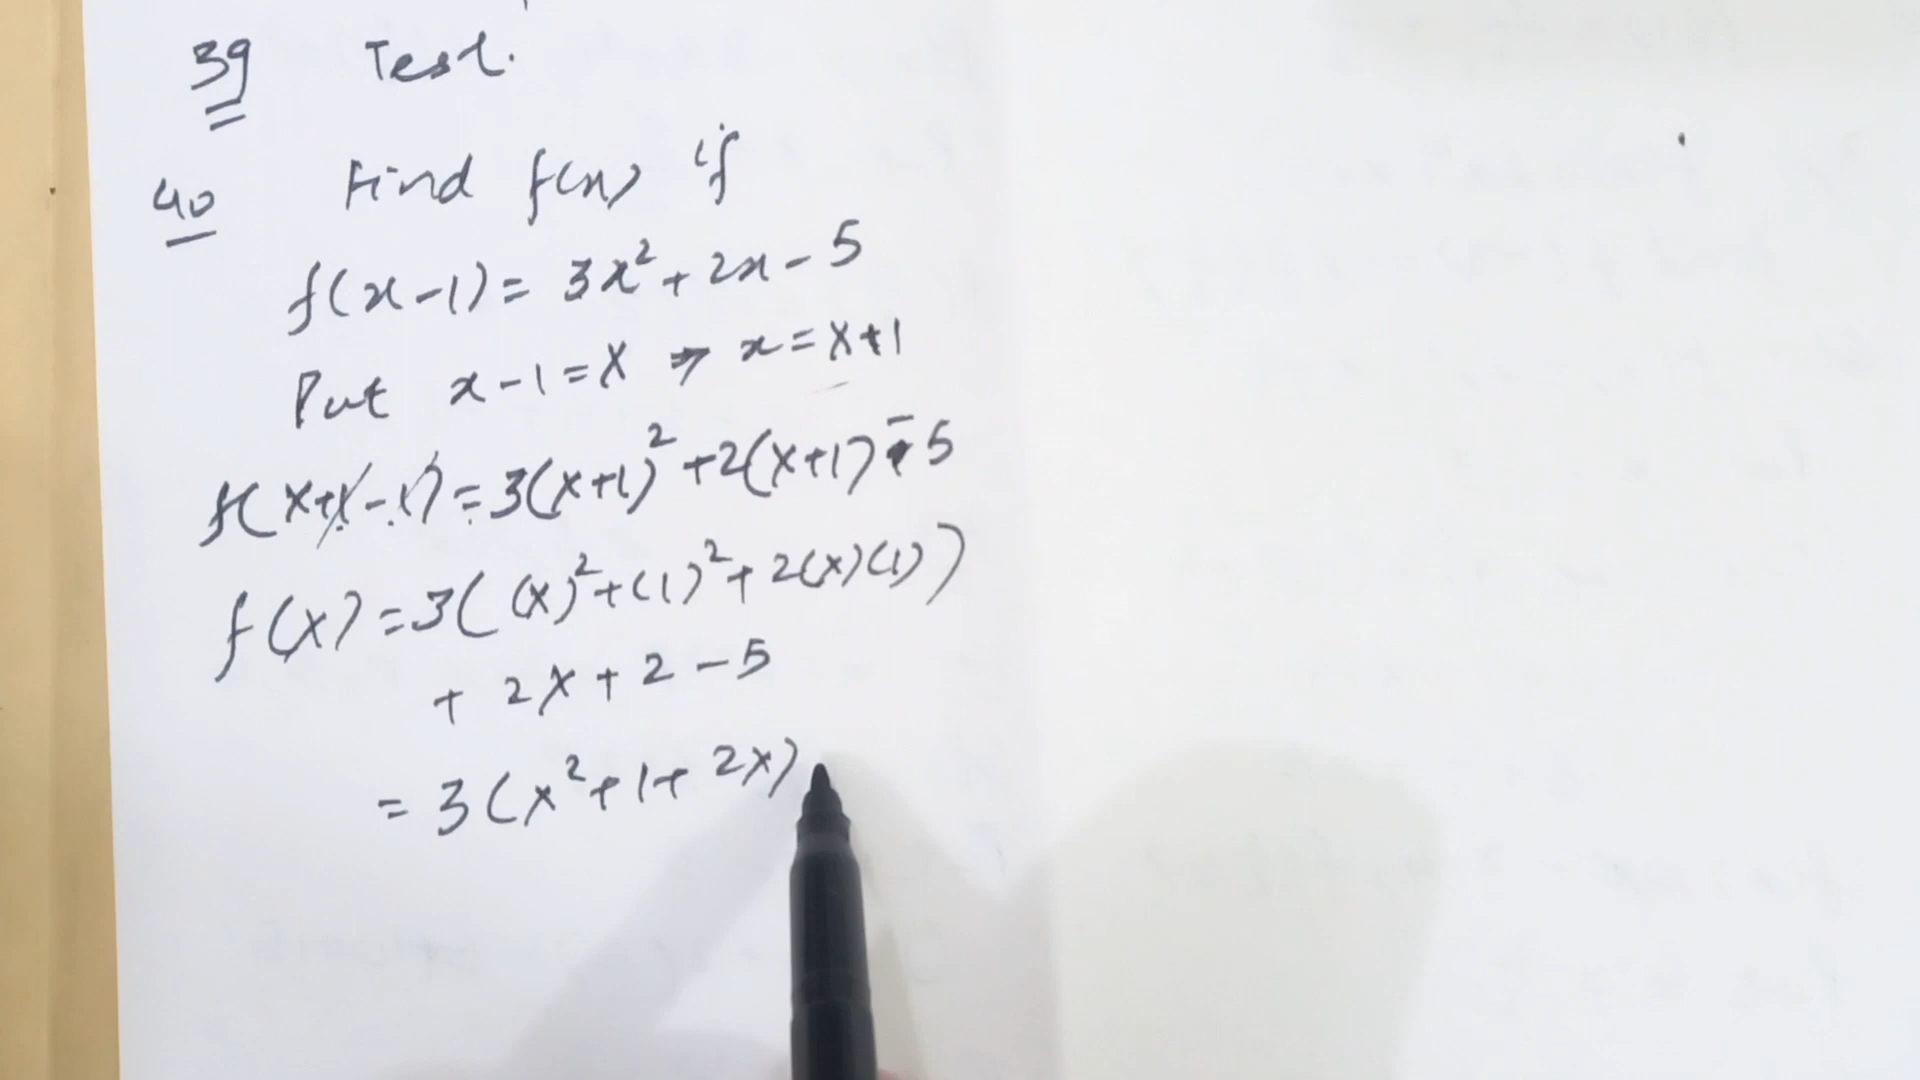 39 Test.
40 Find f(x) if
f(x-1) = 3x² + 2x - 5
Put x-1 = X ⇒ x = X+1
f(X+1-1) = 3(X+1)² + 2(X+1) - 5
f(X) = 3((X)² + (1)² + 2(X)(1))
+ 2X + 2 - 5
= 3(X² + 1 + 2X)